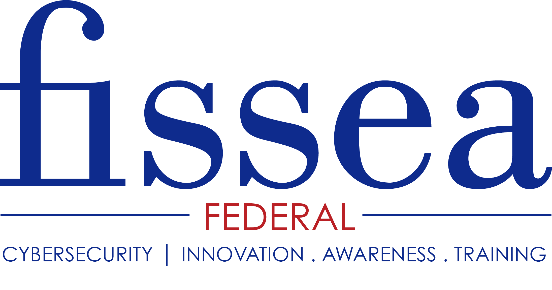 fissea
FEDERAL
CYBERSECURITY | INNOVATION . AWARENESS . TRAINING